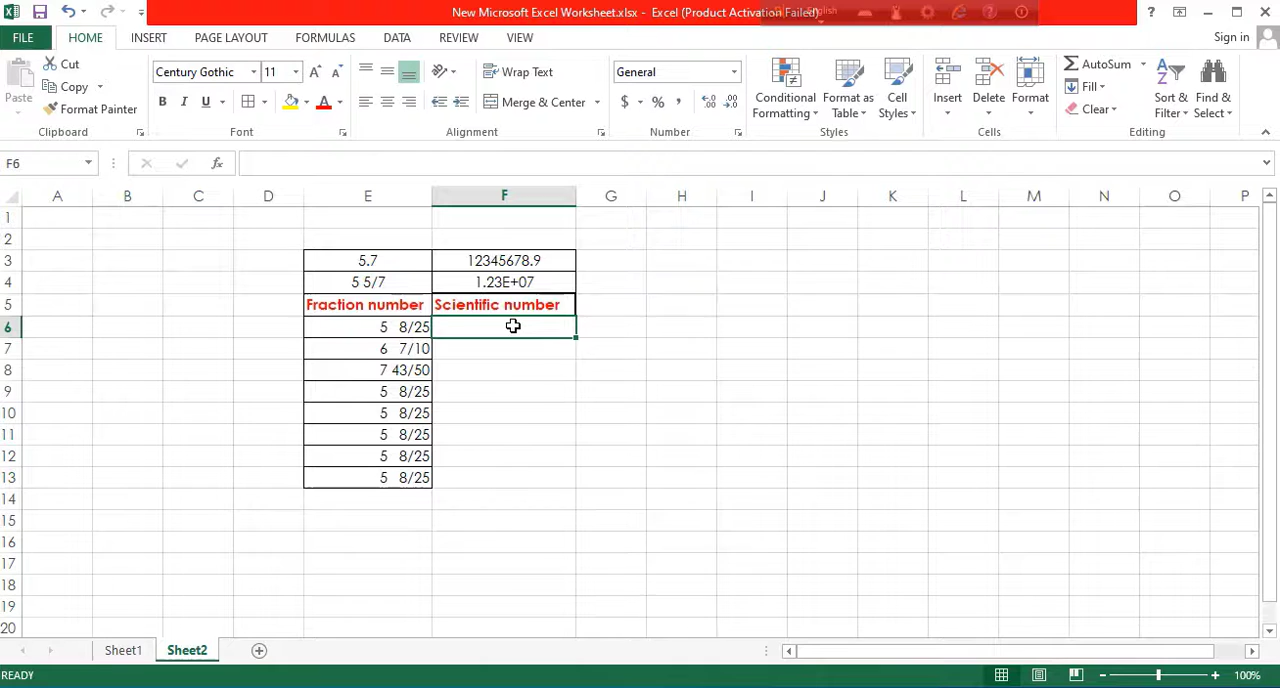 New Microsoft Excel Worksheet.xlsx - Excel (Product Activation Failed)
English
FILE HOME INSERT PAGE LAYOUT FORMULAS DATA REVIEW VIEW Sign in
Paste
Cut
Copy
Format Painter
Clipboard
Century Gothic 11
B I U
Font
Wrap Text
Merge & Center
Alignment
General
$ % ,
Number
Conditional Formatting
Format as Table
Cell Styles
Styles
Insert Delete Format
Cells
AutoSum
Fill
Clear
Sort & Filter
Find & Select
Editing
F6 fx
A B C D E F G H I J K L M N O P
1
2
3 5.7 12345678.9
4 5 5/7 1.23E+07
5 Fraction number Scientific number
6 5 8/25
7 6 7/10
8 7 43/50
9 5 8/25
10 5 8/25
11 5 8/25
12 5 8/25
13 5 8/25
14
15
16
17
18
19
20
Sheet1 Sheet2
READY 100%